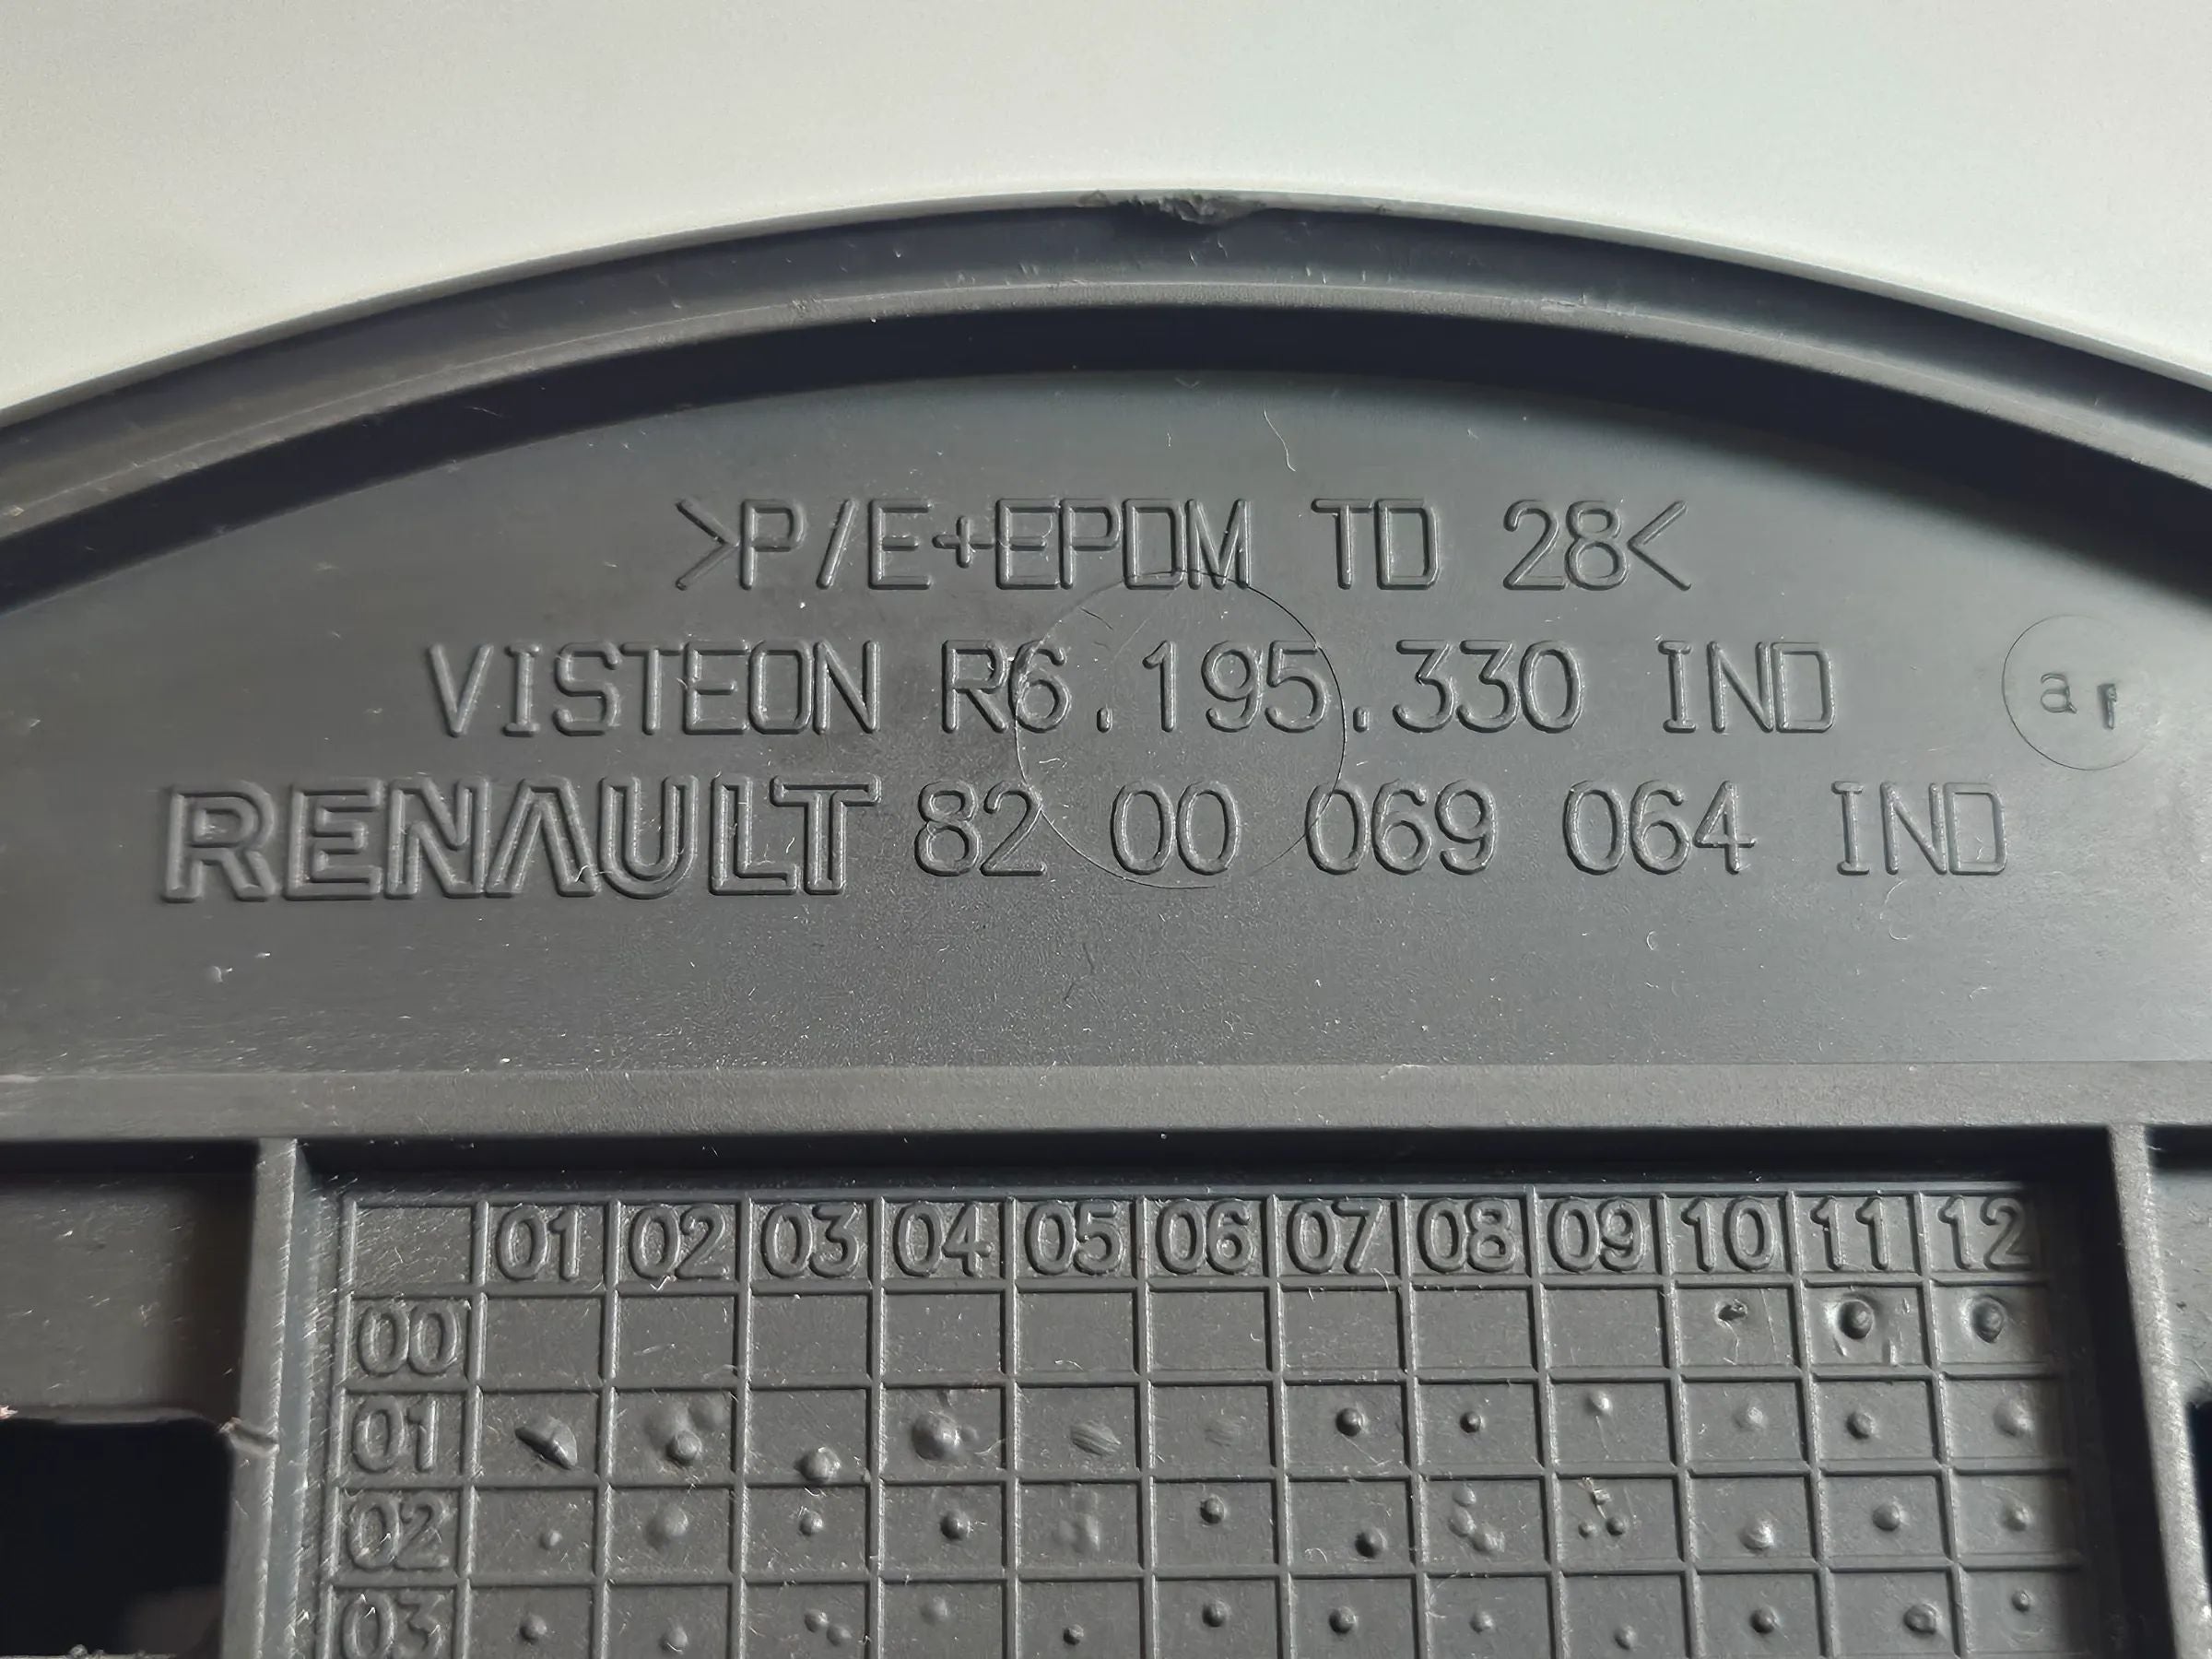 >P/E+EPDM TD 28<
VISTEON R6.195.330 IND
a
RENAULT 82 00 069 064 IND
01 02 03 04 05 06 07 08 09 10 11 12
00
01
02
03